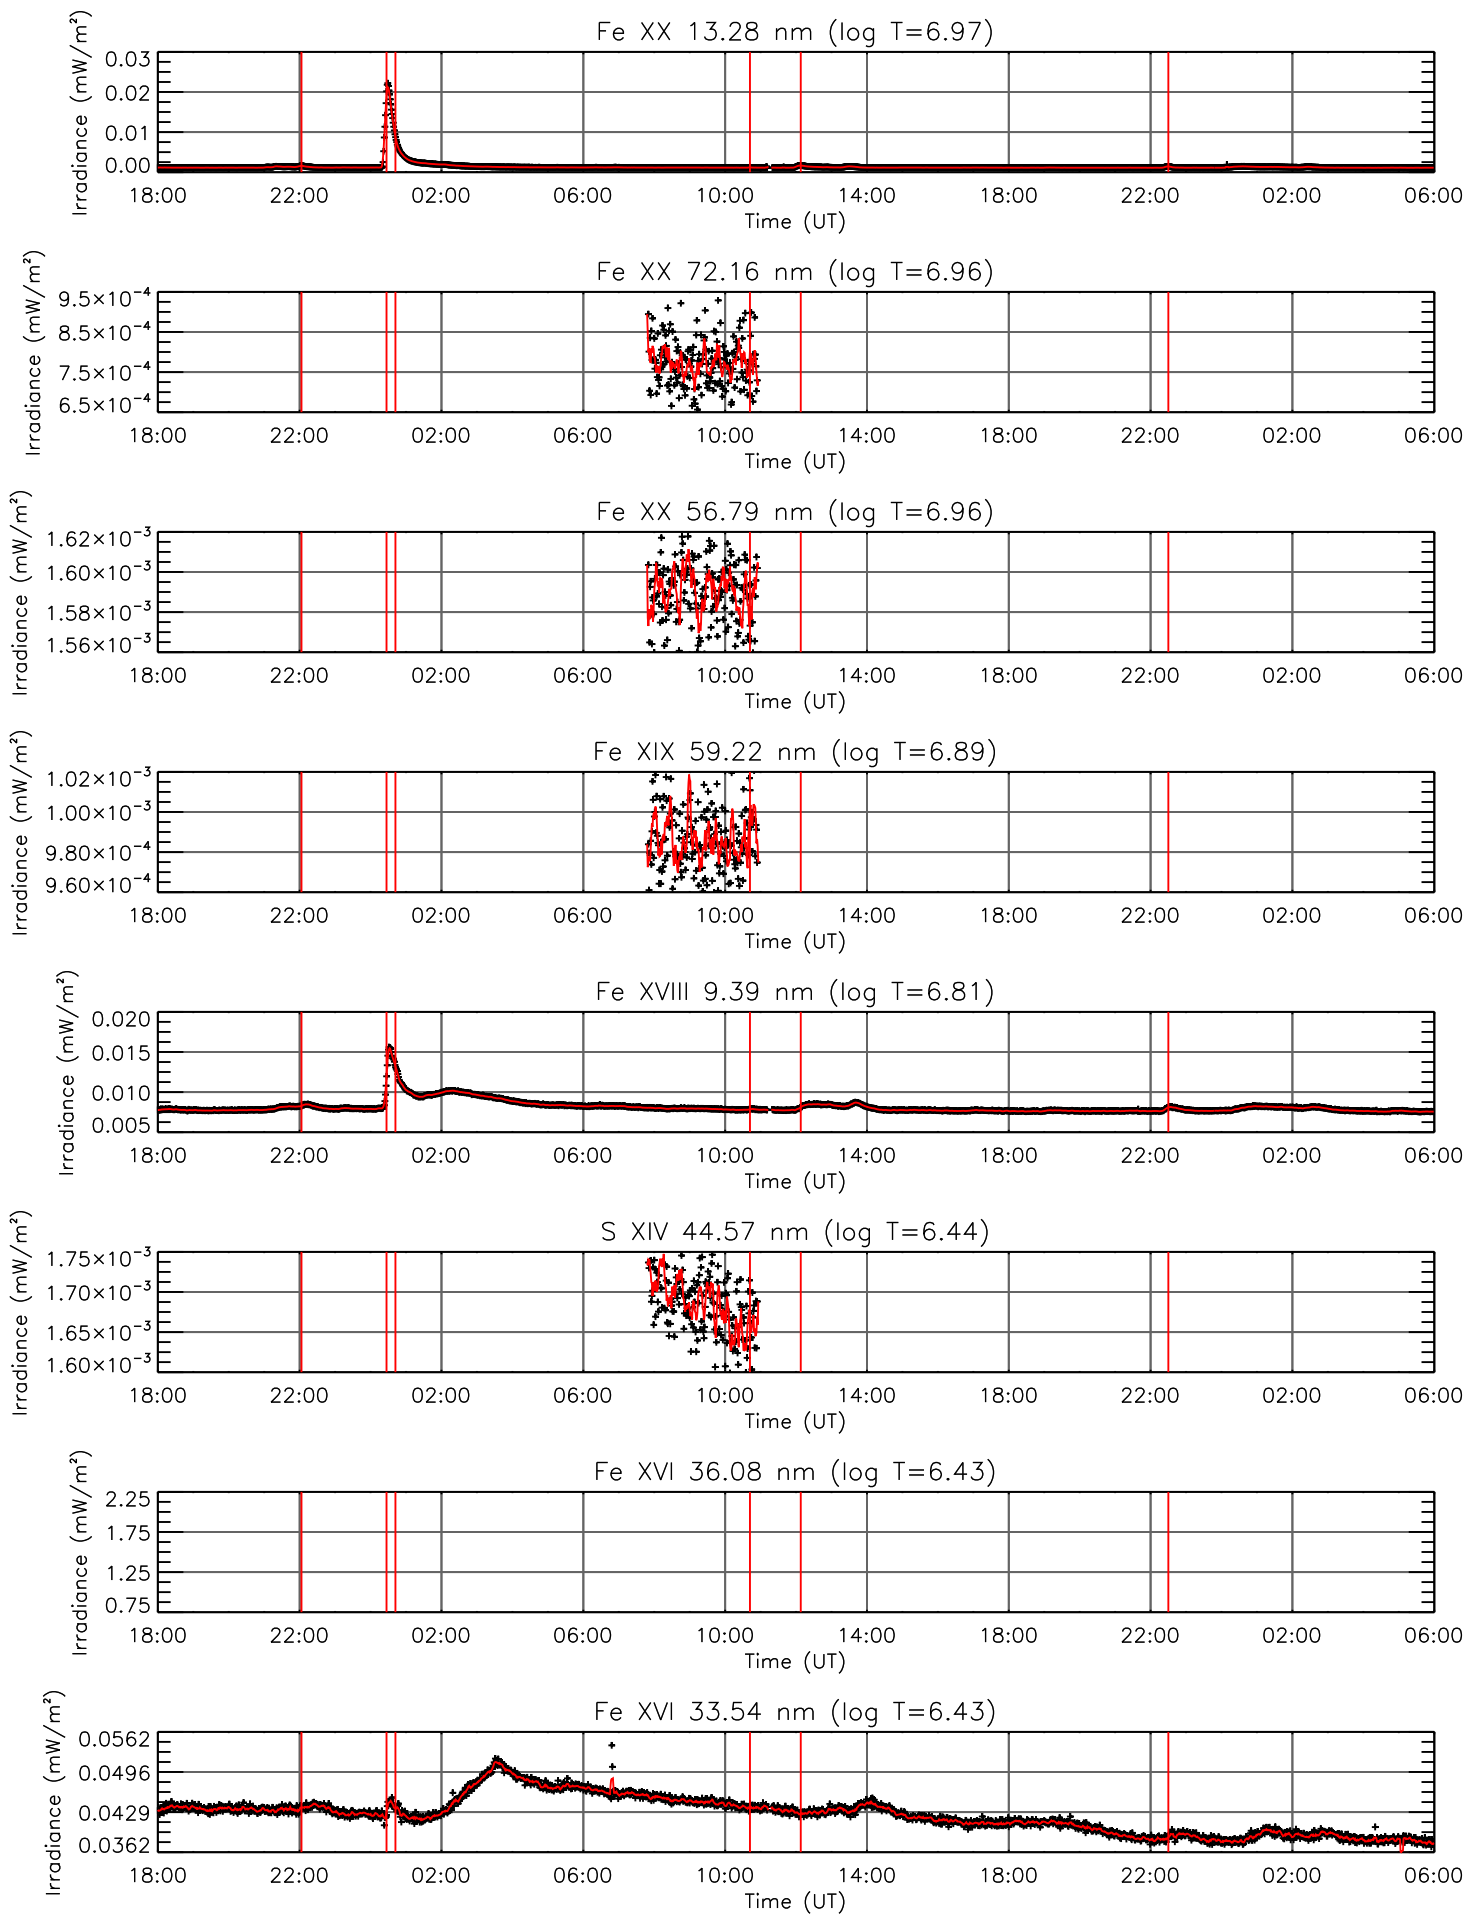 Fe XX 13.28 nm (log T=6.97)
Irradiance (mW/m²)
0.03
0.02
0.01
0.00
18:00 22:00 02:00 06:00 10:00 14:00 18:00 22:00 02:00 06:00
Time (UT)
Fe XX 72.16 nm (log T=6.96)
Irradiance (mW/m²)
9.5×10⁻⁴
8.5×10⁻⁴
7.5×10⁻⁴
6.5×10⁻⁴
18:00 22:00 02:00 06:00 10:00 14:00 18:00 22:00 02:00 06:00
Time (UT)
Fe XX 56.79 nm (log T=6.96)
Irradiance (mW/m²)
1.62×10⁻³
1.60×10⁻³
1.58×10⁻³
1.56×10⁻³
18:00 22:00 02:00 06:00 10:00 14:00 18:00 22:00 02:00 06:00
Time (UT)
Fe XIX 59.22 nm (log T=6.89)
Irradiance (mW/m²)
1.02×10⁻³
1.00×10⁻³
9.80×10⁻⁴
9.60×10⁻⁴
18:00 22:00 02:00 06:00 10:00 14:00 18:00 22:00 02:00 06:00
Time (UT)
Fe XVIII 9.39 nm (log T=6.81)
Irradiance (mW/m²)
0.020
0.015
0.010
0.005
18:00 22:00 02:00 06:00 10:00 14:00 18:00 22:00 02:00 06:00
Time (UT)
S XIV 44.57 nm (log T=6.44)
Irradiance (mW/m²)
1.75×10⁻³
1.70×10⁻³
1.65×10⁻³
1.60×10⁻³
18:00 22:00 02:00 06:00 10:00 14:00 18:00 22:00 02:00 06:00
Time (UT)
Fe XVI 36.08 nm (log T=6.43)
Irradiance (mW/m²)
2.25
1.75
1.25
0.75
18:00 22:00 02:00 06:00 10:00 14:00 18:00 22:00 02:00 06:00
Time (UT)
Fe XVI 33.54 nm (log T=6.43)
Irradiance (mW/m²)
0.0562
0.0496
0.0429
0.0362
18:00 22:00 02:00 06:00 10:00 14:00 18:00 22:00 02:00 06:00
Time (UT)